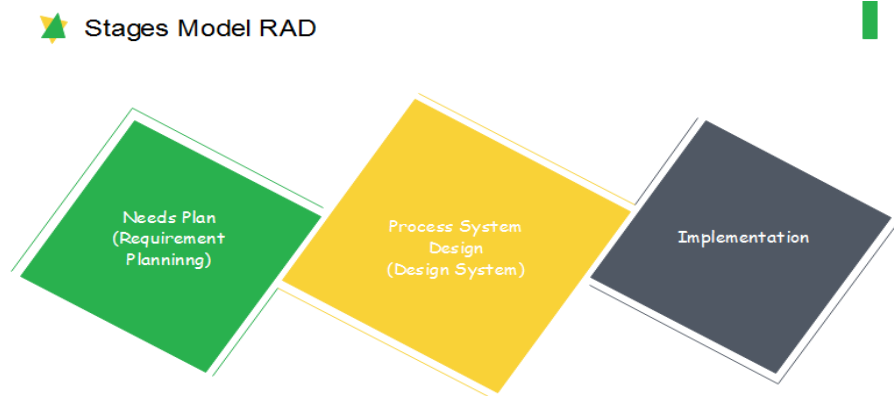 Stages Model RAD
Needs Plan
(Requirement
Planninng)
Process System
Design
(Design System)
Implementation